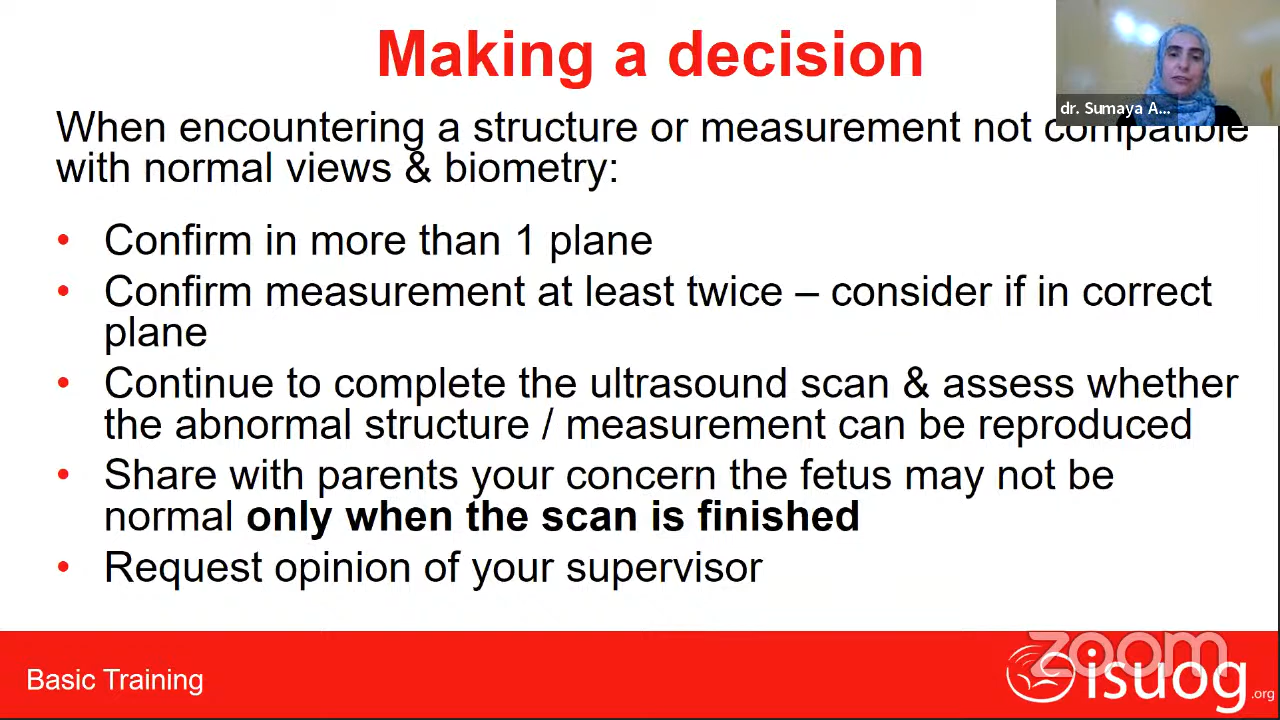 Making a decision
dr. Sumaya A...
When encountering a structure or measurement not compatible
with normal views & biometry:
• Confirm in more than 1 plane
• Confirm measurement at least twice – consider if in correct
plane
• Continue to complete the ultrasound scan & assess whether
the abnormal structure / measurement can be reproduced
• Share with parents your concern the fetus may not be
normal only when the scan is finished
• Request opinion of your supervisor
zoom
Basic Training
isuog.org